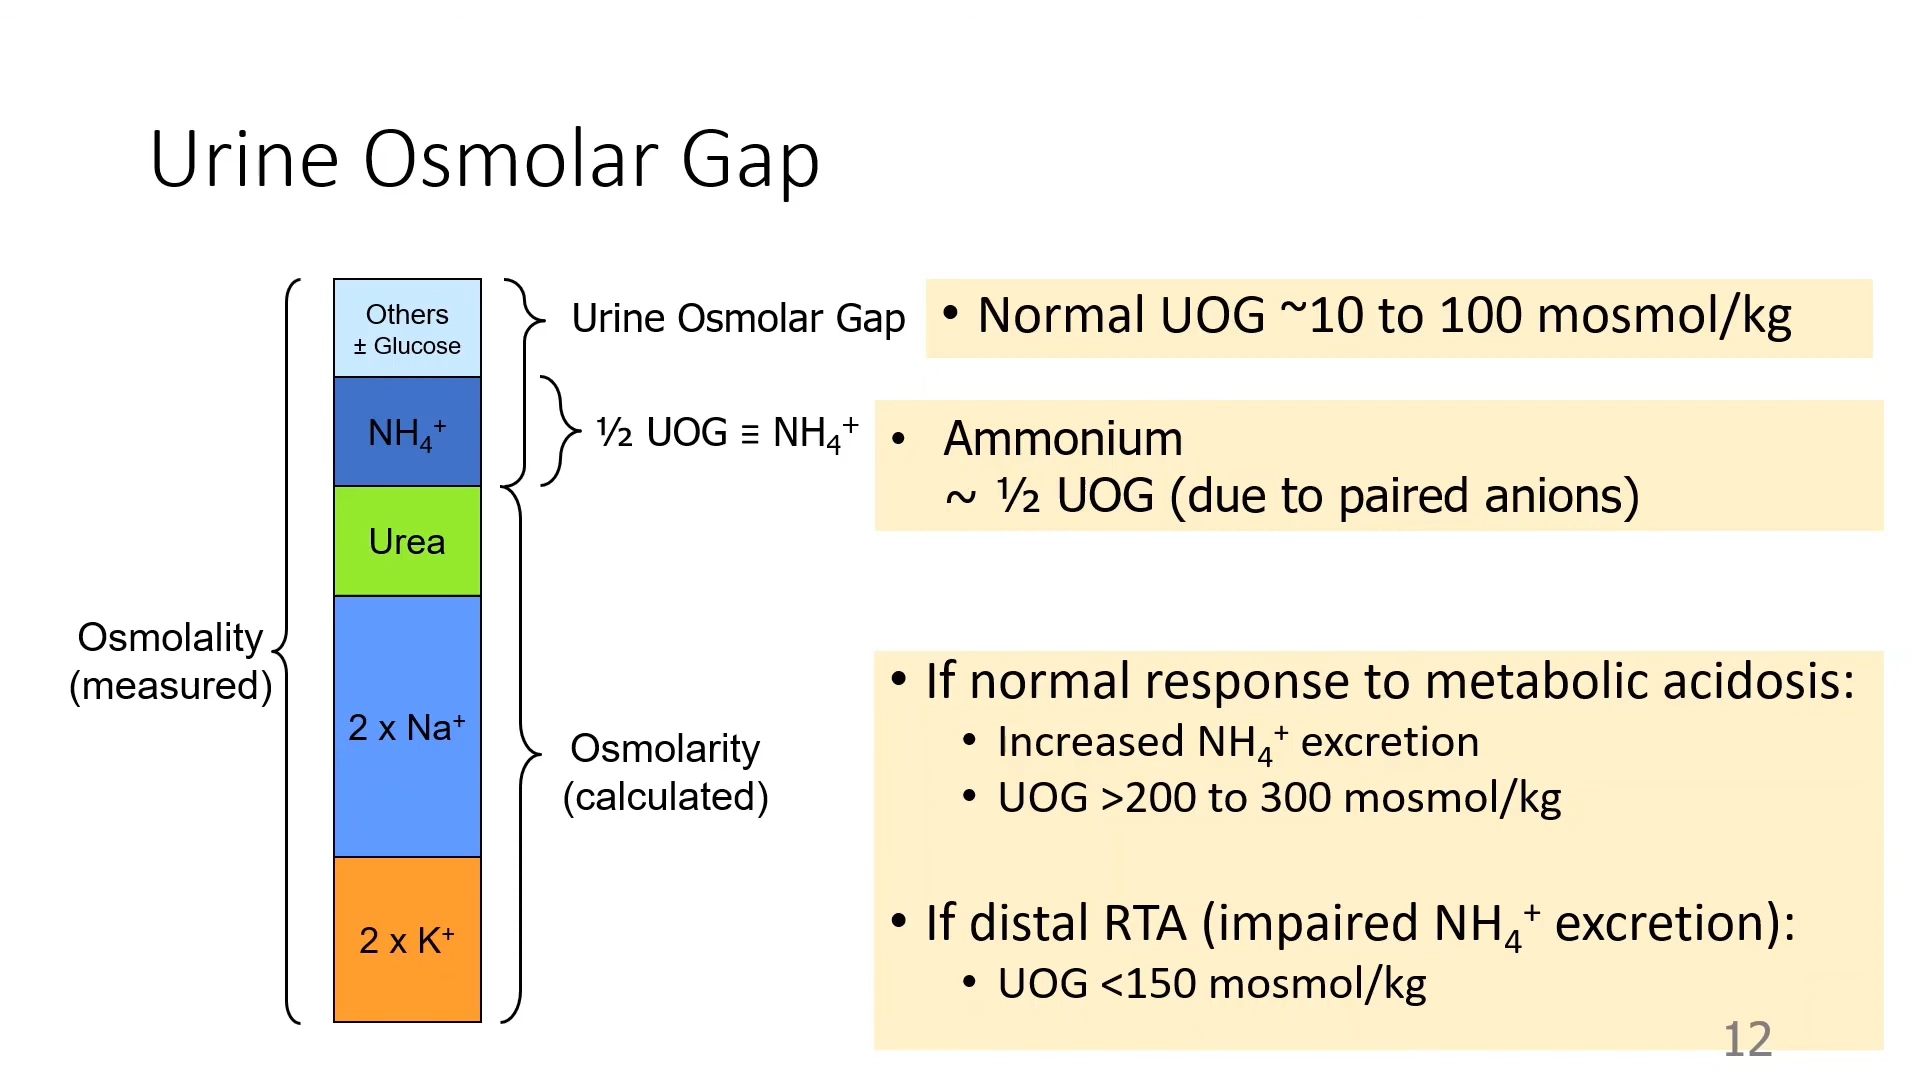 Urine Osmolar Gap
Others
± Glucose
NH₄⁺
Urea
2 x Na⁺
2 x K⁺
Osmolality
(measured)
Urine Osmolar Gap
½ UOG ≡ NH₄⁺
Osmolarity
(calculated)
• Normal UOG ~10 to 100 mosmol/kg
• Ammonium
~ ½ UOG (due to paired anions)
• If normal response to metabolic acidosis:
• Increased NH₄⁺ excretion
• UOG >200 to 300 mosmol/kg
• If distal RTA (impaired NH₄⁺ excretion):
• UOG <150 mosmol/kg
12